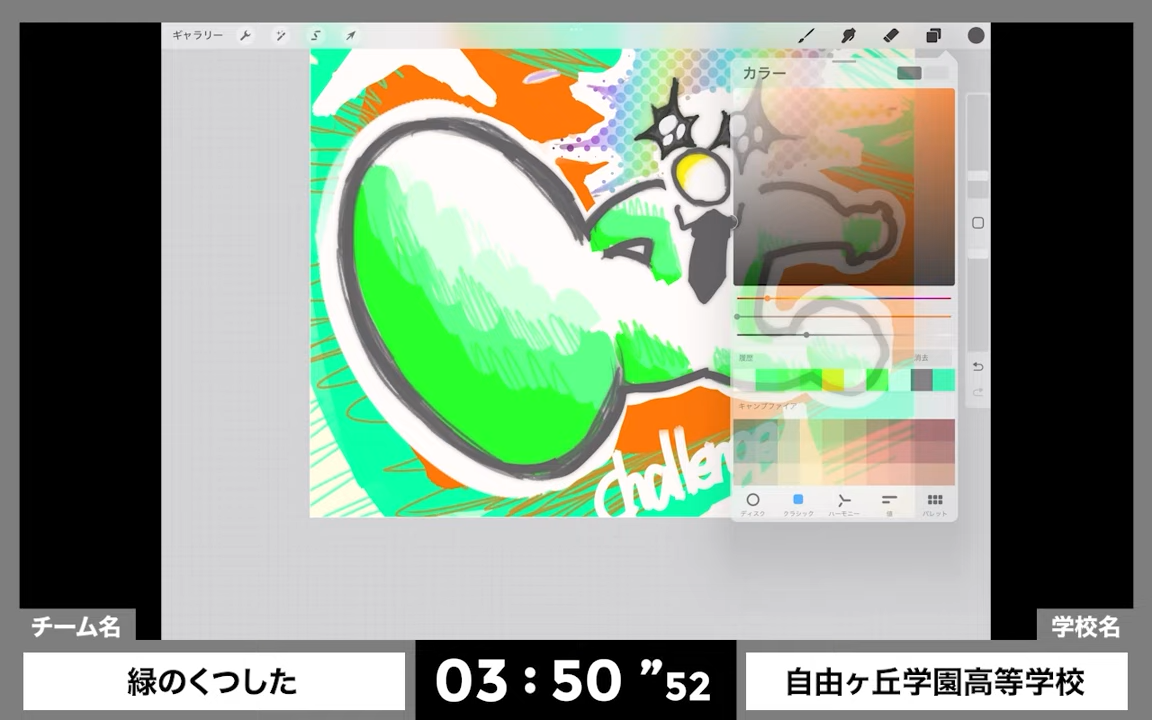 ギャラリー
カラー
履歴
消去
キャンプファイア
ディスク
クラシック
ハーモニー
値
パレット
challenge
チーム名
学校名
緑のくつした
03:50"52
自由ヶ丘学園高等学校